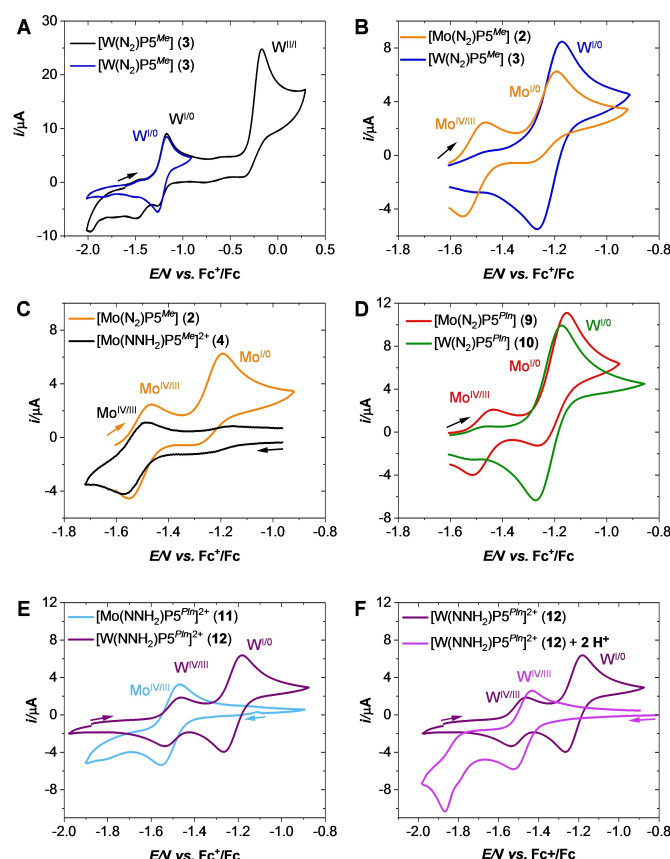 A
[W(N₂)P5ᴹᵉ] (3)
[W(N₂)P5ᴹᵉ] (3)
Wᴵᴵ/ᴵ
Wᴵ/⁰
Wᴵ/⁰
30
20
10
0
-10
i/µA
-2.0 -1.5 -1.0 -0.5 0.0 0.5
E/V vs. Fc⁺/Fc
B
[Mo(N₂)P5ᴹᵉ] (2)
[W(N₂)P5ᴹᵉ] (3)
Wᴵ/⁰
Moᴵ/⁰
Moᴵⱽ/ᴵᴵᴵ
12
8
4
0
-4
i/µA
-1.8 -1.6 -1.4 -1.2 -1.0 -0.8
E/V vs. Fc⁺/Fc
C
[Mo(N₂)P5ᴹᵉ] (2)
[Mo(NNH2)P5ᴹᵉ]²⁺ (4)
Moᴵ/⁰
Moᴵⱽ/ᴵᴵᴵ
Moᴵⱽ/ᴵᴵᴵ
8
4
0
-4
i/µA
-1.8 -1.6 -1.4 -1.2 -1.0 -0.8
E/V vs. Fc⁺/Fc
D
[Mo(N₂)P5ᴾˡⁿ] (9)
[W(N₂)P5ᴾˡⁿ] (10)
Wᴵ/⁰
Moᴵ/⁰
Moᴵⱽ/ᴵᴵᴵ
12
8
4
0
-4
-8
i/µA
-1.8 -1.6 -1.4 -1.2 -1.0 -0.8
E/V vs. Fc⁺/Fc
E
[Mo(NNH2)P5ᴾˡⁿ]²⁺ (11)
[W(NNH2)P5ᴾˡⁿ]²⁺ (12)
Wᴵ/⁰
Wᴵⱽ/ᴵᴵᴵ
Moᴵⱽ/ᴵᴵᴵ
12
8
4
0
-4
-8
i/µA
-2.0 -1.8 -1.6 -1.4 -1.2 -1.0 -0.8
E/V vs. Fc⁺/Fc
F
[W(NNH2)P5ᴾˡⁿ]²⁺ (12)
[W(NNH2)P5ᴾˡⁿ]²⁺ (12) + 2 H⁺
Wᴵ/⁰
Wᴵⱽ/ᴵᴵᴵ
Wᴵⱽ/ᴵᴵᴵ
12
8
4
0
-4
-8
i/µA
-2.0 -1.8 -1.6 -1.4 -1.2 -1.0 -0.8
E/V vs. Fc+/Fc